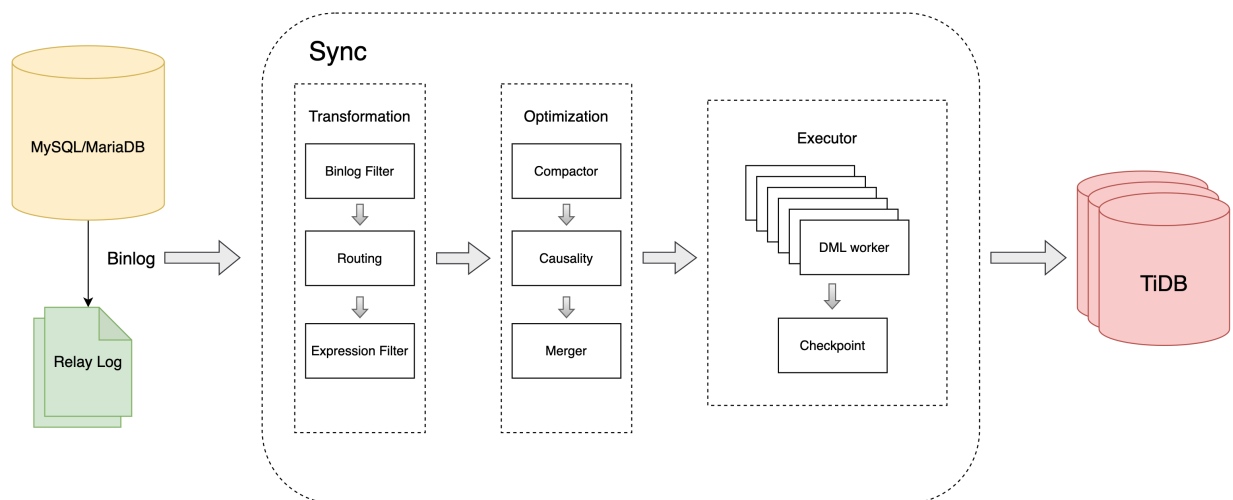 Sync
MySQL/MariaDB
Binlog
Relay Log
Transformation
Binlog Filter
Routing
Expression Filter
Optimization
Compactor
Causality
Merger
Executor
DML worker
Checkpoint
TiDB